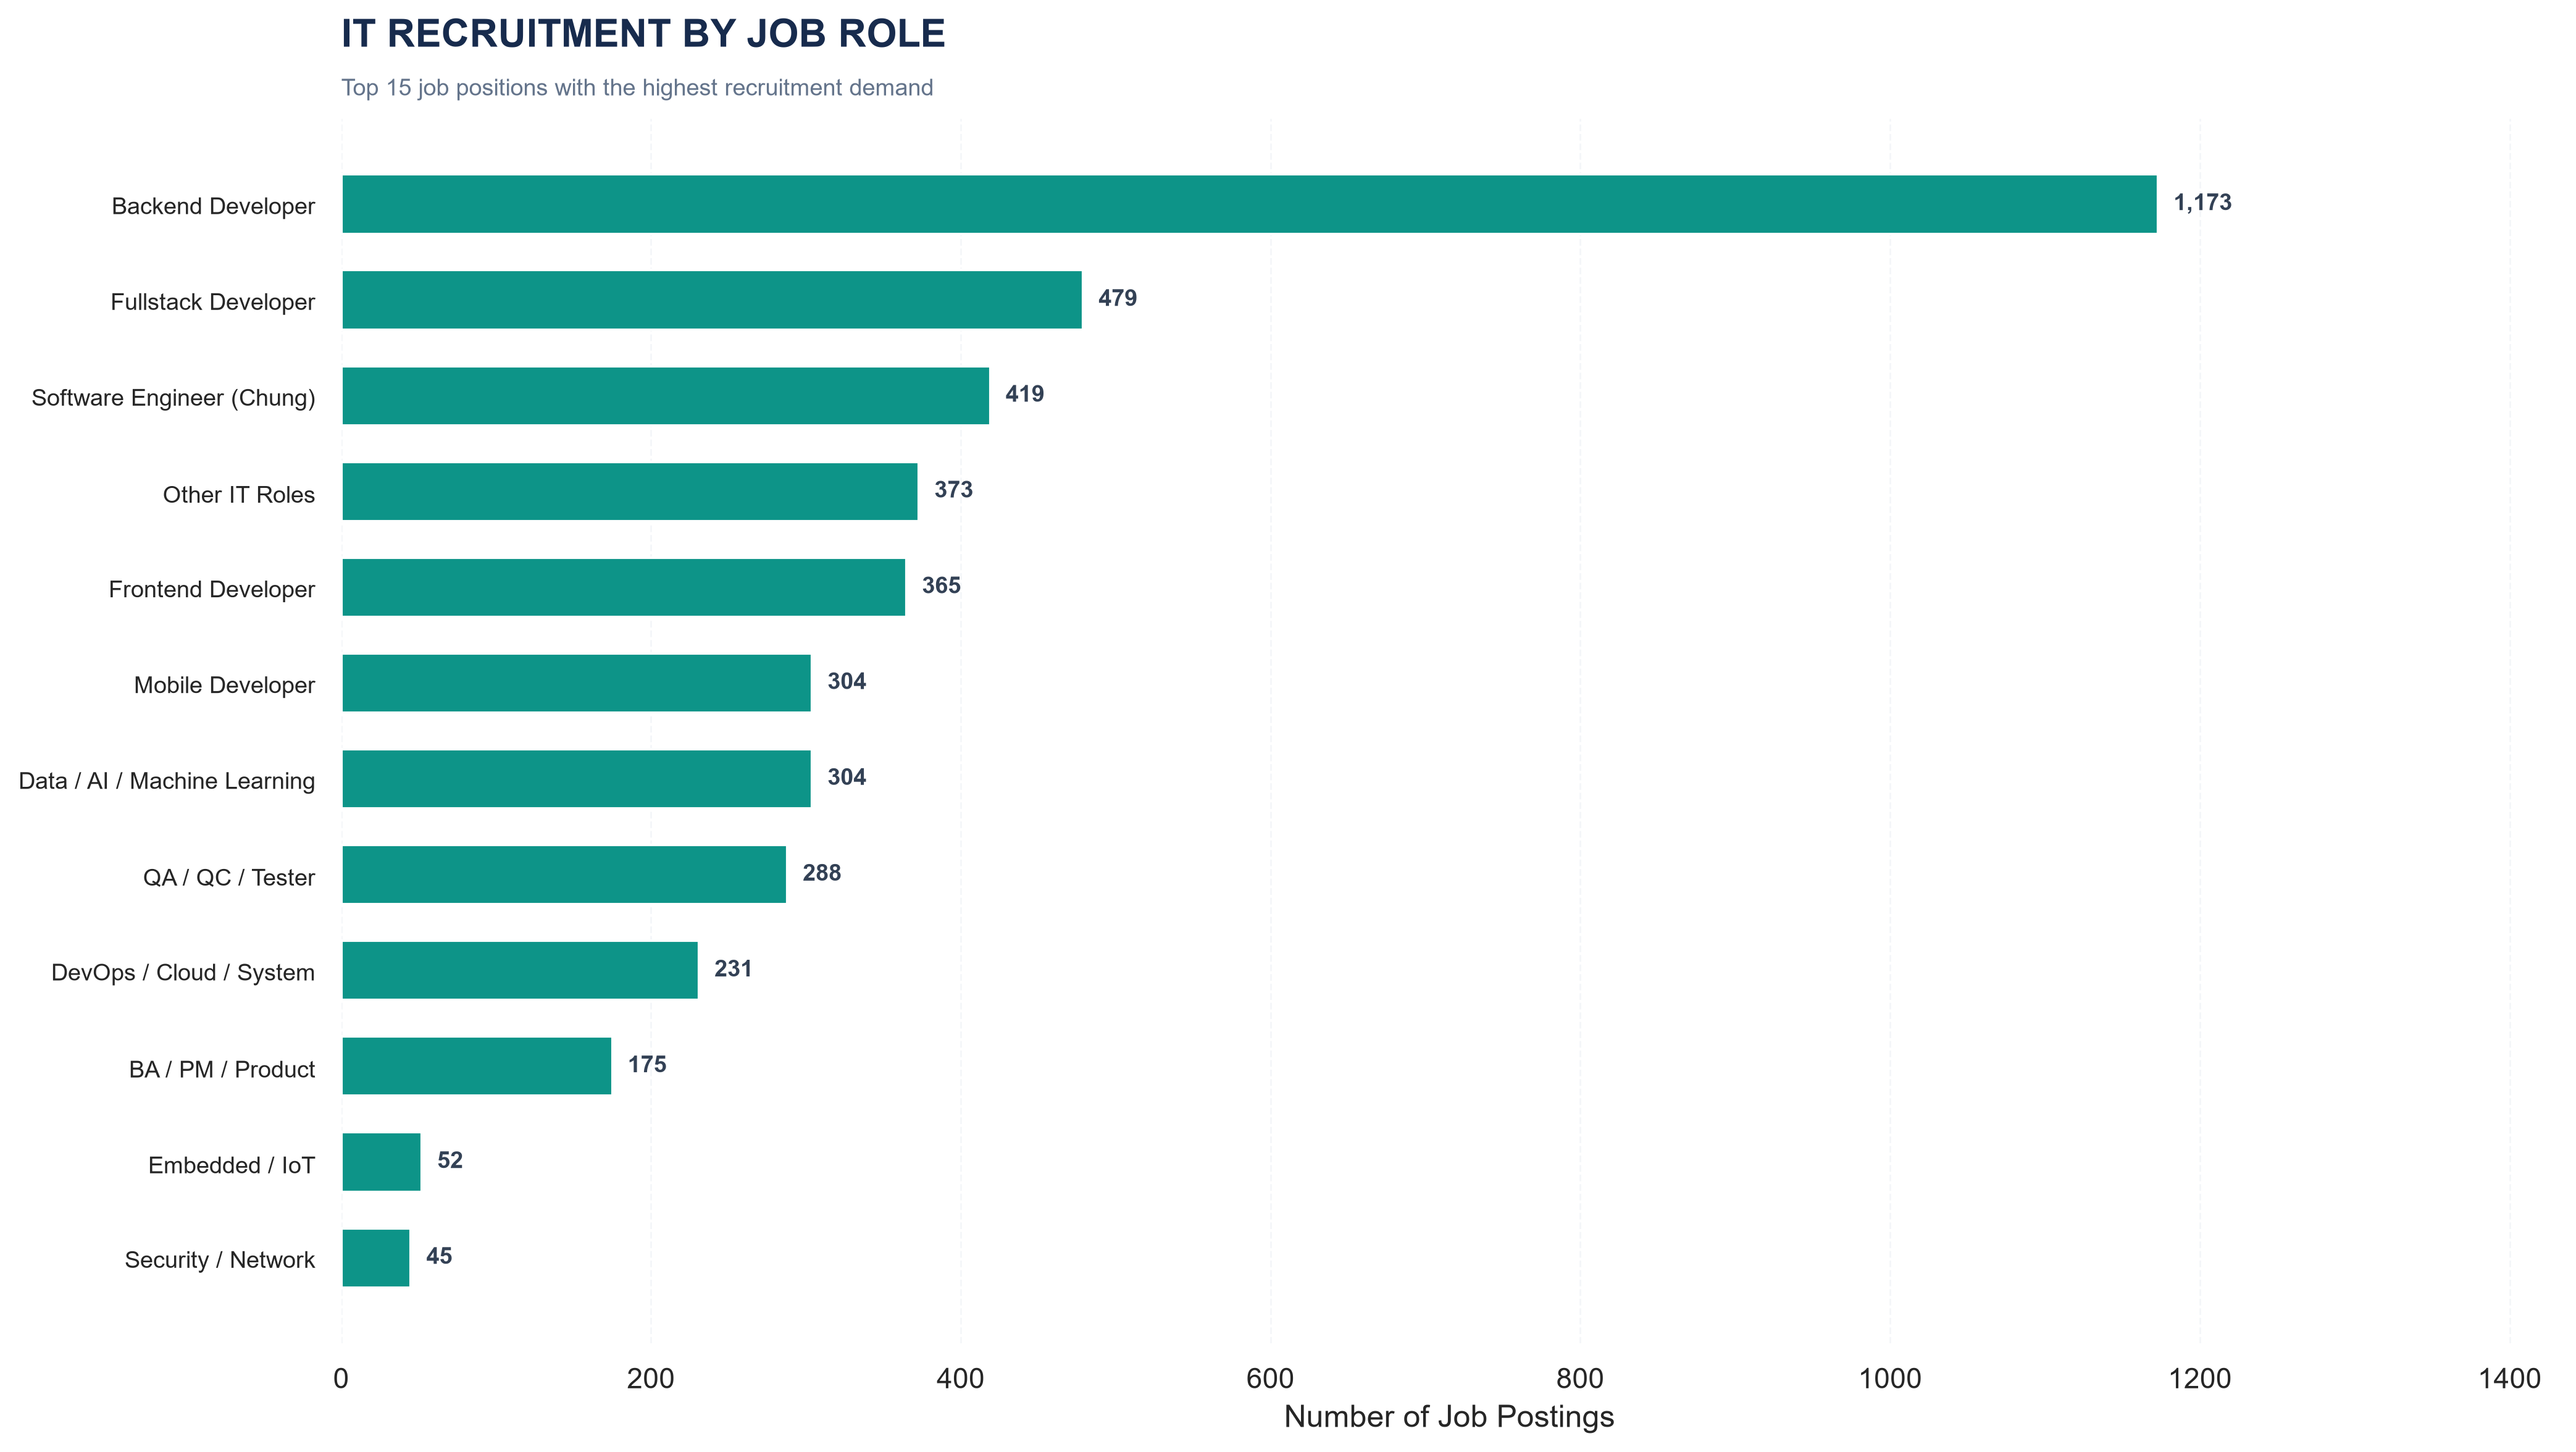 IT RECRUITMENT BY JOB ROLE
Top 15 job positions with the highest recruitment demand
Backend Developer 1,173
Fullstack Developer 479
Software Engineer (Chung) 419
Other IT Roles 373
Frontend Developer 365
Mobile Developer 304
Data / AI / Machine Learning 304
QA / QC / Tester 288
DevOps / Cloud / System 231
BA / PM / Product 175
Embedded / IoT 52
Security / Network 45
0 200 400 600 800 1000 1200 1400
Number of Job Postings